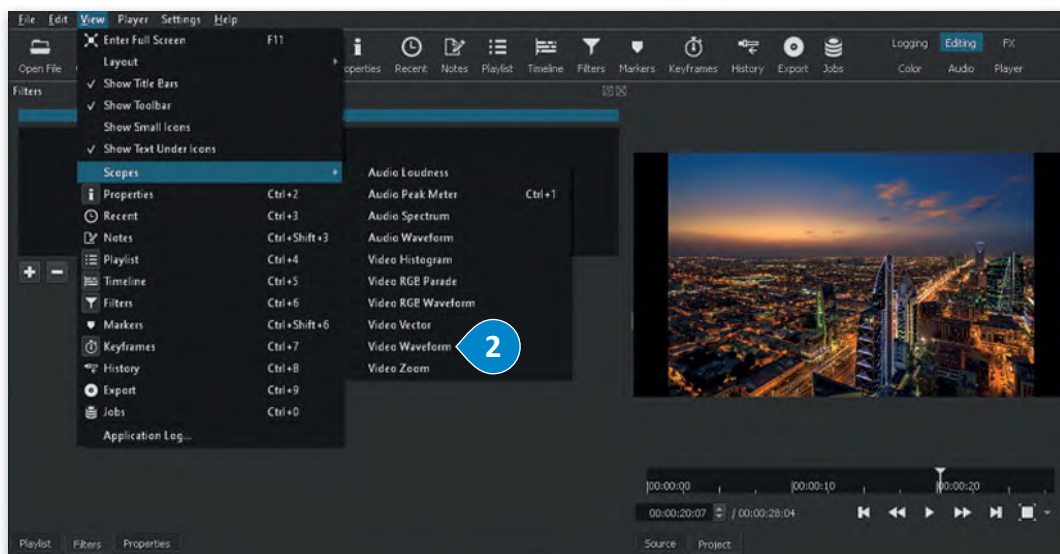 File Edit View Player Settings Help
Open File
Properties Recent Notes Playlist Timeline Filters Markers Keyframes History Export Jobs
Logging Editing FX
Color Audio Player
Filters
Enter Full Screen F11
Layout
✓ Show Title Bars
✓ Show Toolbar
Show Small Icons
✓ Show Text Under Icons
Scopes
Properties Ctrl+2
Recent Ctrl+3
Notes Ctrl+Shift+3
Playlist Ctrl+4
Timeline Ctrl+5
Filters Ctrl+6
Markers Ctrl+Shift+6
Keyframes Ctrl+7
History Ctrl+8
Export Ctrl+9
Jobs Ctrl+0
Application Log...
Audio Loudness
Audio Peak Meter Ctrl+1
Audio Spectrum
Audio Waveform
Video Histogram
Video RGB Parade
Video RGB Waveform
Video Vector
Video Waveform
Video Zoom
2
00:00:00 00:00:10 00:00:20
00:00:20:07 / 00:00:28:04
Playlist Filters Properties
Source Project